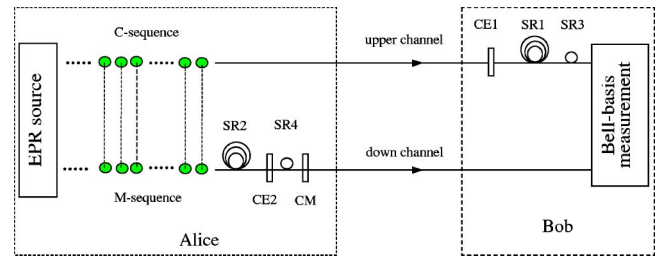 C-sequence
CE1 SR1 SR3
upper channel
EPR source
SR2 SR4
Bell-basis
measurement
down channel
M-sequence
CE2 CM
Alice
Bob